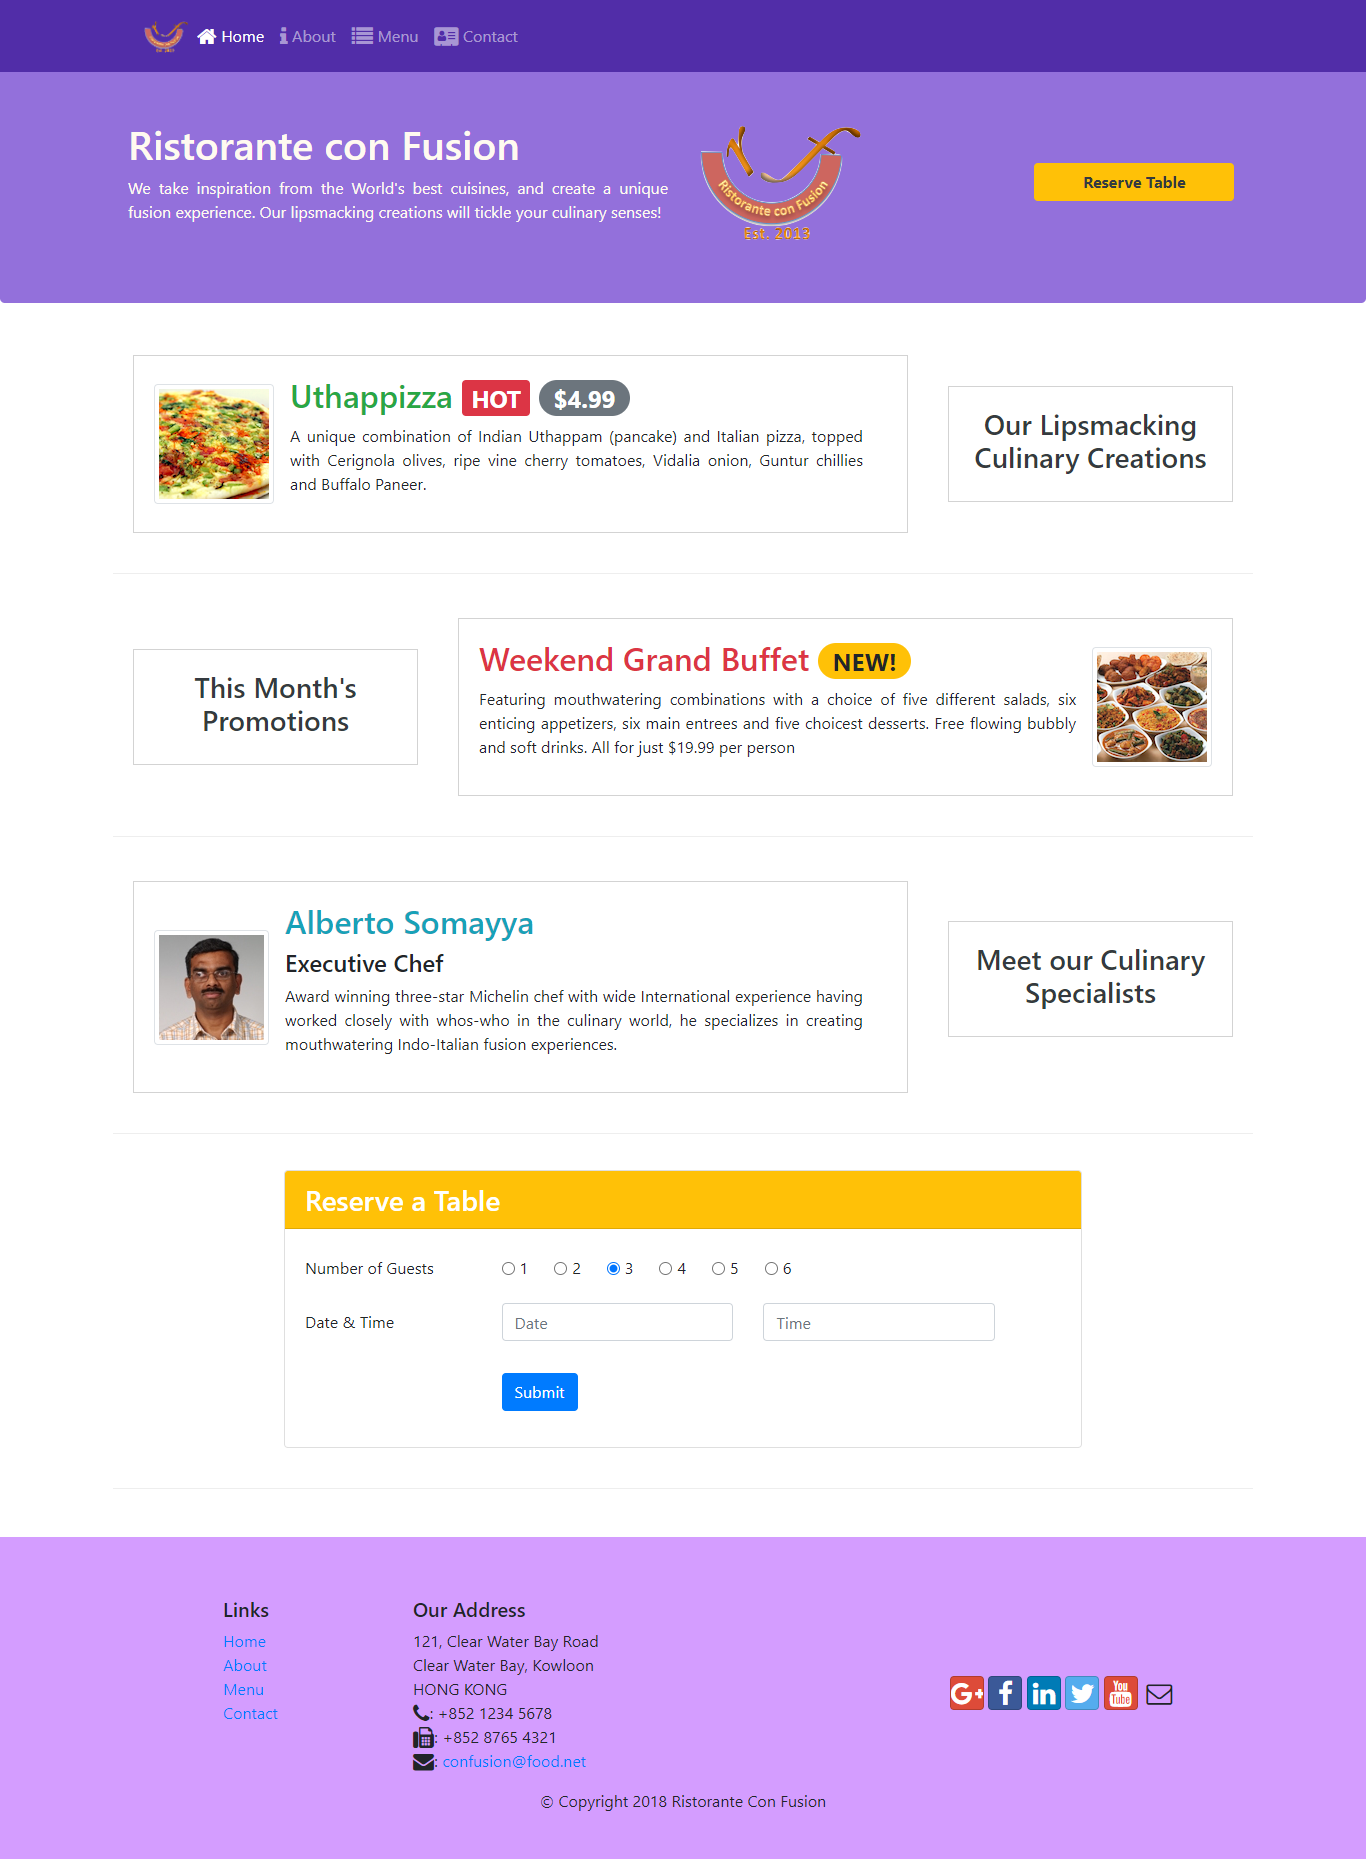 Home About Menu Contact
Ristorante con Fusion
We take inspiration from the World's best cuisines, and create a unique
fusion experience. Our lipsmacking creations will tickle your culinary senses!
Ristorante con Fusion
Est. 2013
Reserve Table
Uthappizza HOT $4.99
A unique combination of Indian Uthappam (pancake) and Italian pizza, topped
with Cerignola olives, ripe vine cherry tomatoes, Vidalia onion, Guntur chillies
and Buffalo Paneer.
Our Lipsmacking
Culinary Creations
This Month's
Promotions
Weekend Grand Buffet NEW!
Featuring mouthwatering combinations with a choice of five different salads, six
enticing appetizers, six main entrees and five choicest desserts. Free flowing bubbly
and soft drinks. All for just $19.99 per person
Alberto Somayya
Executive Chef
Award winning three-star Michelin chef with wide International experience having
worked closely with whos-who in the culinary world, he specializes in creating
mouthwatering Indo-Italian fusion experiences.
Meet our Culinary
Specialists
Reserve a Table
Number of Guests 1 2 3 4 5 6
Date & Time Date Time
Submit
Links
Home
About
Menu
Contact
Our Address
121, Clear Water Bay Road
Clear Water Bay, Kowloon
HONG KONG
: +852 1234 5678
: +852 8765 4321
: confusion@food.net
G+ f in You Tube
© Copyright 2018 Ristorante Con Fusion